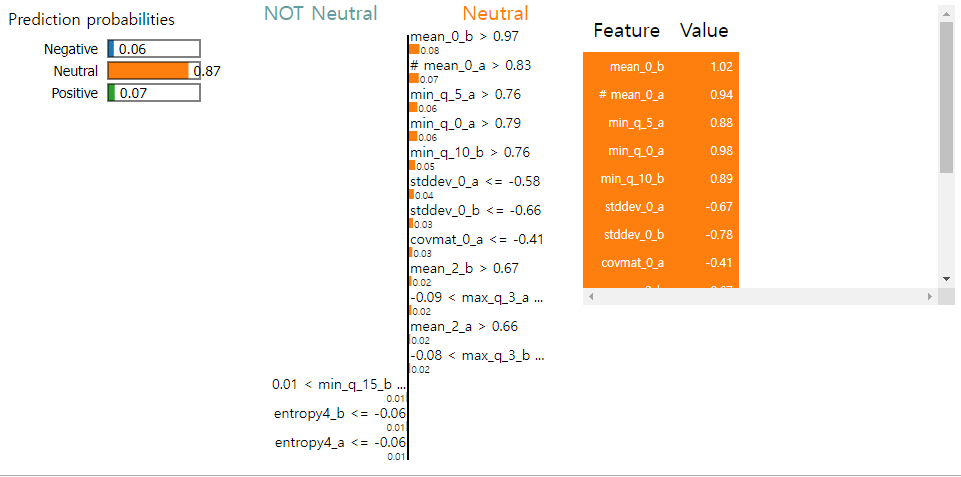 Prediction probabilities
Negative 0.06
Neutral 0.87
Positive 0.07
NOT Neutral Neutral
mean_0_b > 0.97
0.08
# mean_0_a > 0.83
0.07
min_q_5_a > 0.76
0.06
min_q_0_a > 0.79
0.06
min_q_10_b > 0.76
0.05
stddev_0_a <= -0.58
0.04
stddev_0_b <= -0.66
0.03
covmat_0_a <= -0.41
0.03
mean_2_b > 0.67
0.02
-0.09 < max_q_3_a ...
0.02
mean_2_a > 0.66
0.02
-0.08 < max_q_3_b ...
0.02
0.01 < min_q_15_b ...
0.01
entropy4_b <= -0.06
0.01
entropy4_a <= -0.06
0.01
Feature Value
mean_0_b 1.02
# mean_0_a 0.94
min_q_5_a 0.88
min_q_0_a 0.98
min_q_10_b 0.89
stddev_0_a -0.67
stddev_0_b -0.78
covmat_0_a -0.41